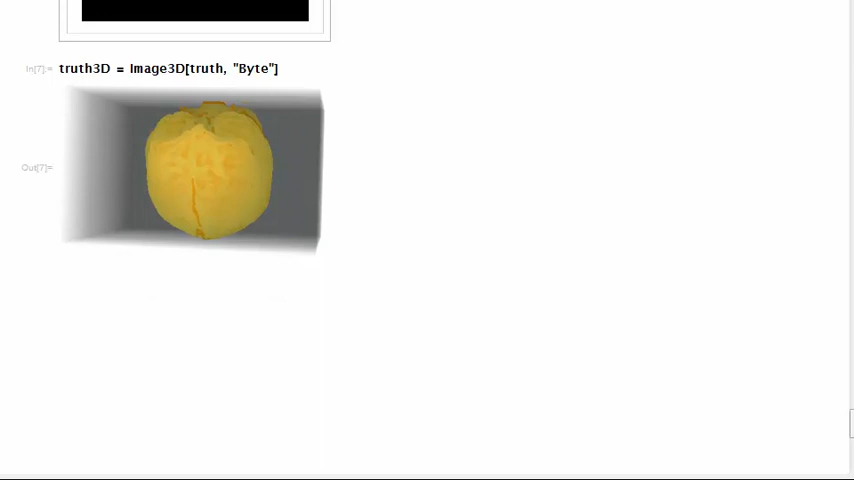 In[7]:= truth3D = Image3D[truth, "Byte"]
Out[7]=